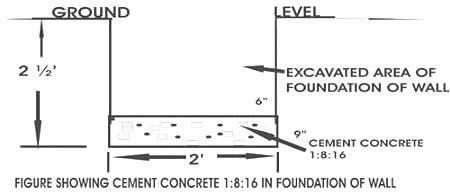 GROUND LEVEL
2 ½'
EXCAVATED AREA OF
FOUNDATION OF WALL
6"
9"
CEMENT CONCRETE
1:8:16
2'
FIGURE SHOWING CEMENT CONCRETE 1:8:16 IN FOUNDATION OF WALL